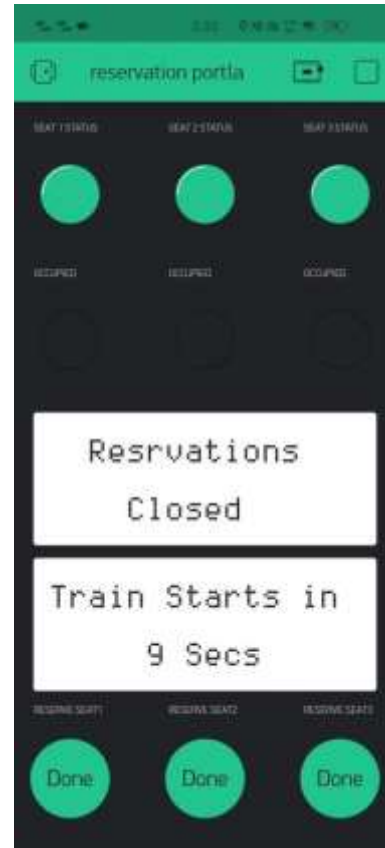 reservation portla
SEAT 1 STATUS SEAT 2 STATUS SEAT 3 STATUS
OCCUPIED OCCUPIED OCCUPIED
Resrvations
Closed
Train Starts in
9 Secs
RESERVE SEAT1 RESERVE SEAT2 RESERVE SEAT3
Done Done Done